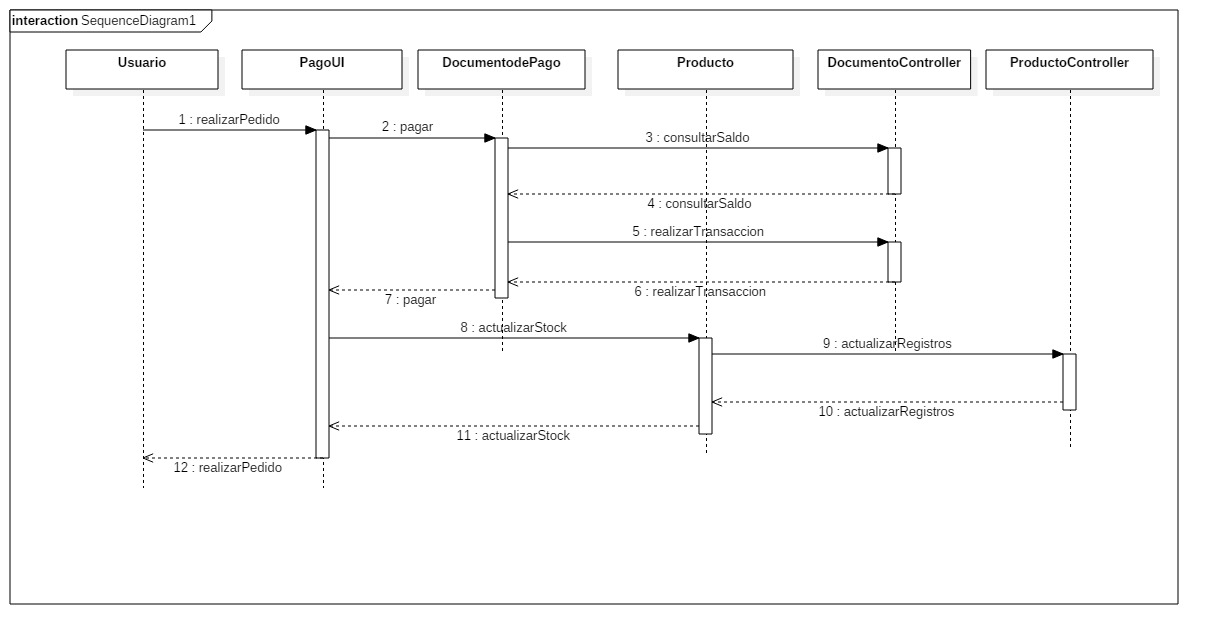 interaction SequenceDiagram1
Usuario
PagoUI
DocumentodePago
Producto
DocumentoController
ProductoController
1 : realizarPedido
2 : pagar
3 : consultarSaldo
4 : consultarSaldo
5 : realizarTransaccion
6 : realizarTransaccion
7 : pagar
8 : actualizarStock
9 : actualizarRegistros
10 : actualizarRegistros
11 : actualizarStock
12 : realizarPedido